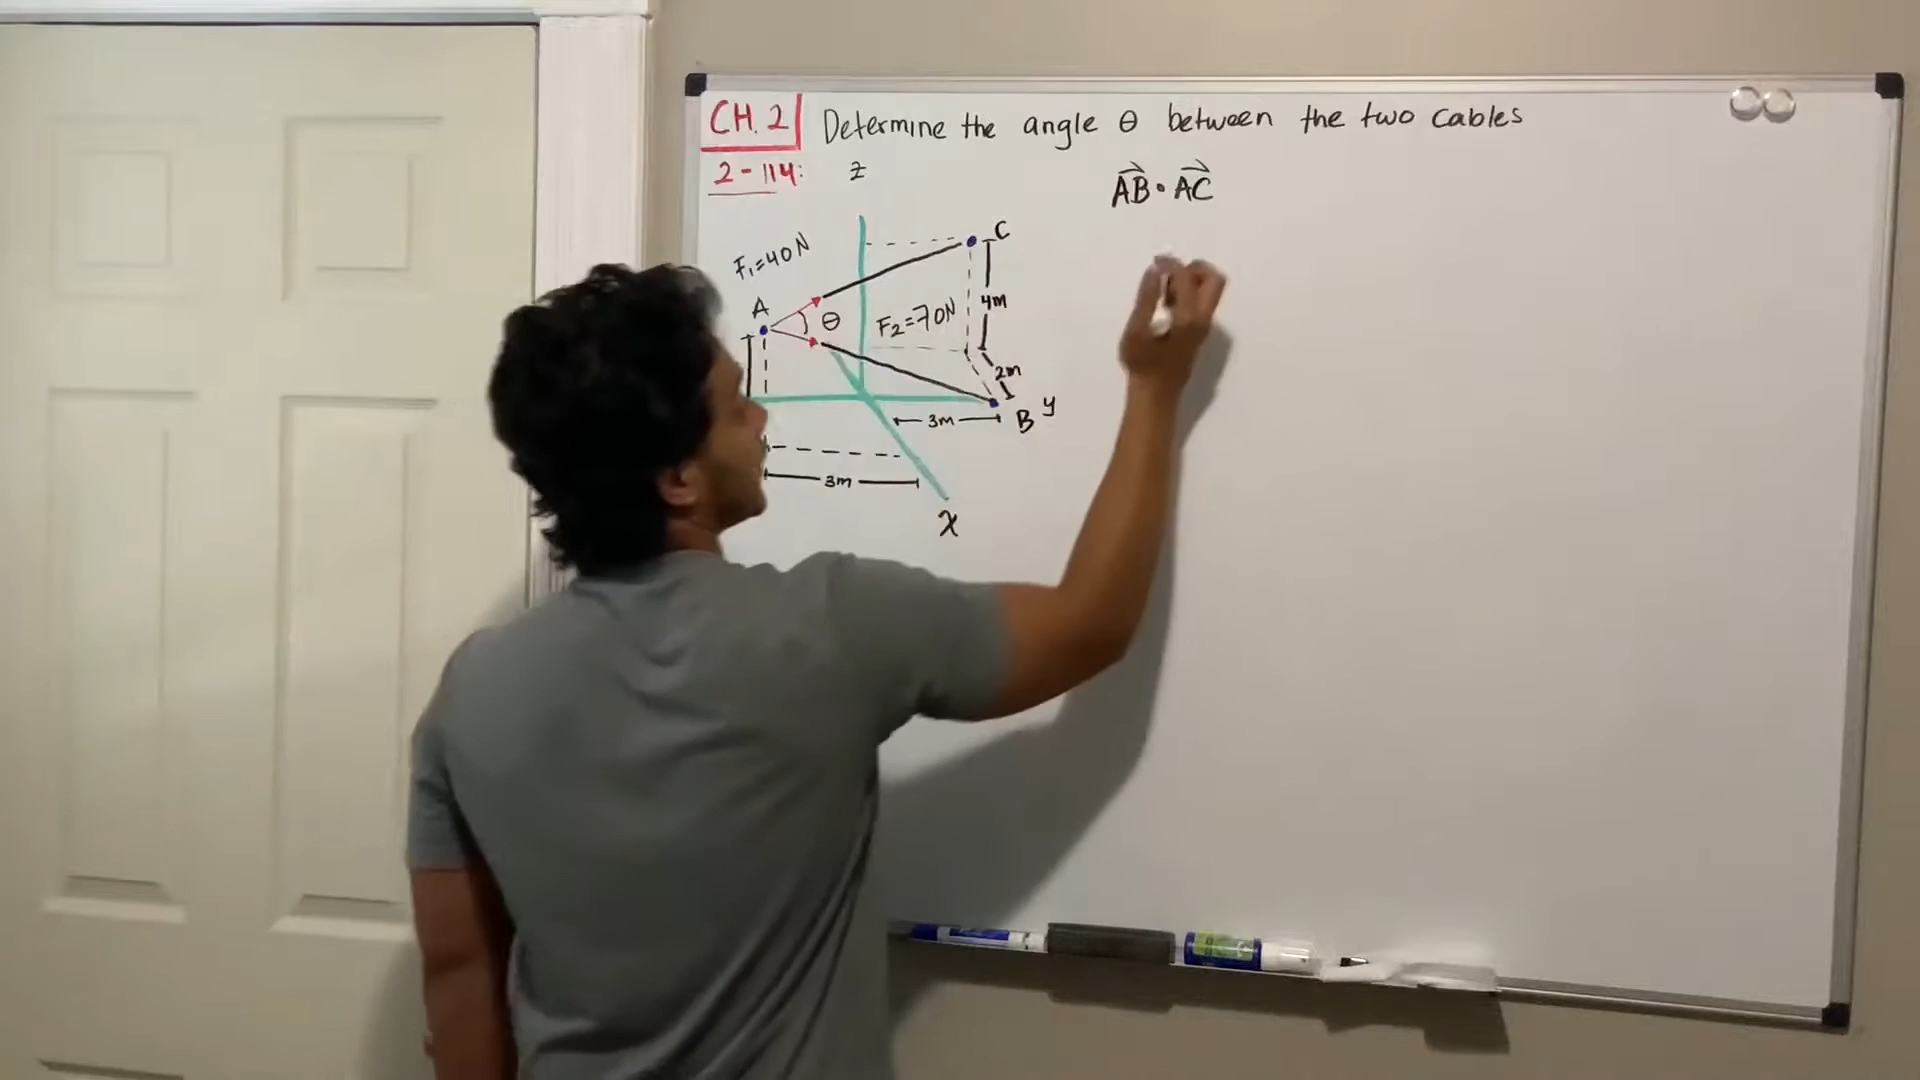 CH. 2 Determine the angle θ between the two cables
2-114:
z
AB · AC
C
F₁=40N
A
θ
F₂=70N
4m
2m
3m
B
y
3m
x